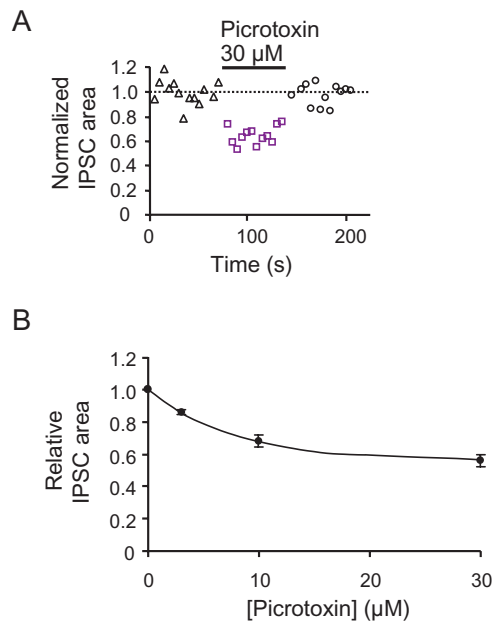 A
Picrotoxin
30 µM
1.2
1.0
0.8
0.6
0.4
0.2
0
Normalized
IPSC area
0
100
200
Time (s)
B
1.2
1.0
0.8
0.6
0.4
0.2
0
Relative
IPSC area
0
10
20
30
[Picrotoxin] (µM)